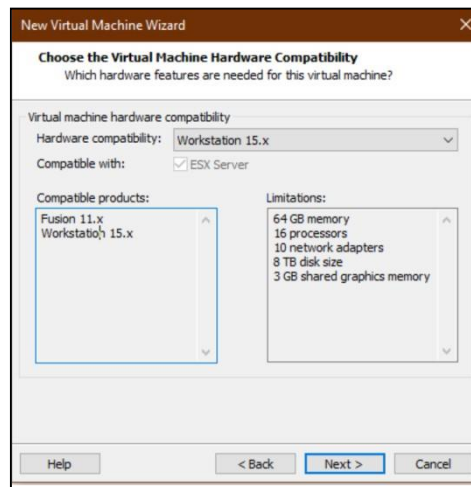 New Virtual Machine Wizard
Choose the Virtual Machine Hardware Compatibility
Which hardware features are needed for this virtual machine?
Virtual machine hardware compatibility
Hardware compatibility: Workstation 15.x
Compatible with: ESX Server
Compatible products:
Fusion 11.x
Workstation 15.x
Limitations:
64 GB memory
16 processors
10 network adapters
8 TB disk size
3 GB shared graphics memory
Help < Back Next > Cancel